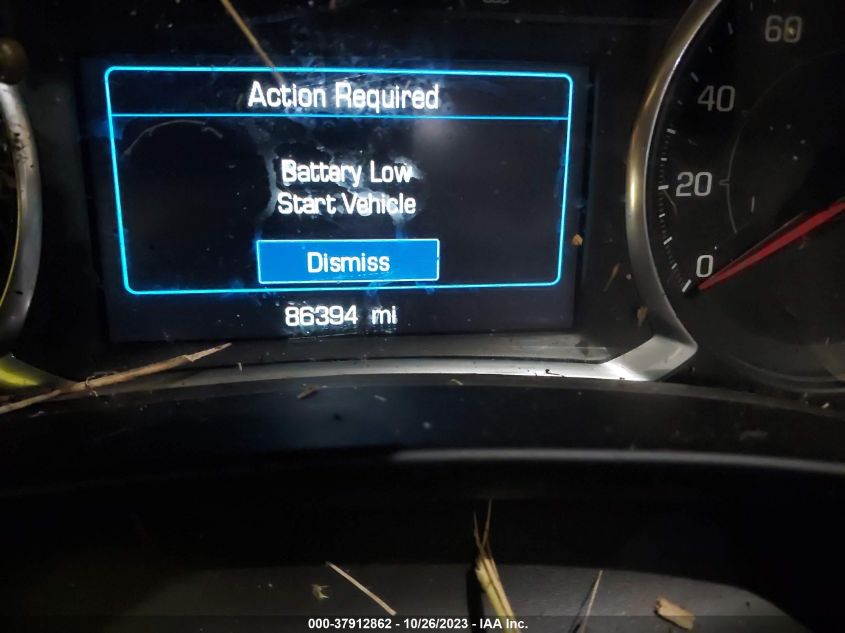 Action Required
Battery Low
Start Vehicle
Dismiss
86394 mi
60
40
20
0
000-37912862 - 10/26/2023 - IAA Inc.